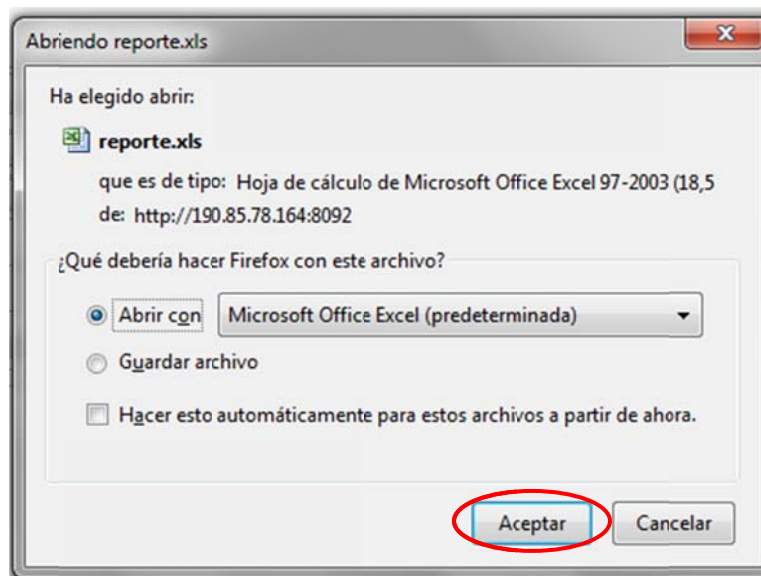 Abriendo reporte.xls
Ha elegido abrir:
reporte.xls
que es de tipo: Hoja de cálculo de Microsoft Office Excel 97-2003 (18,5
de: http://190.85.78.164:8092
¿Qué debería hacer Firefox con este archivo?
Abrir con Microsoft Office Excel (predeterminada)
Guardar archivo
Hacer esto automáticamente para estos archivos a partir de ahora.
Aceptar Cancelar